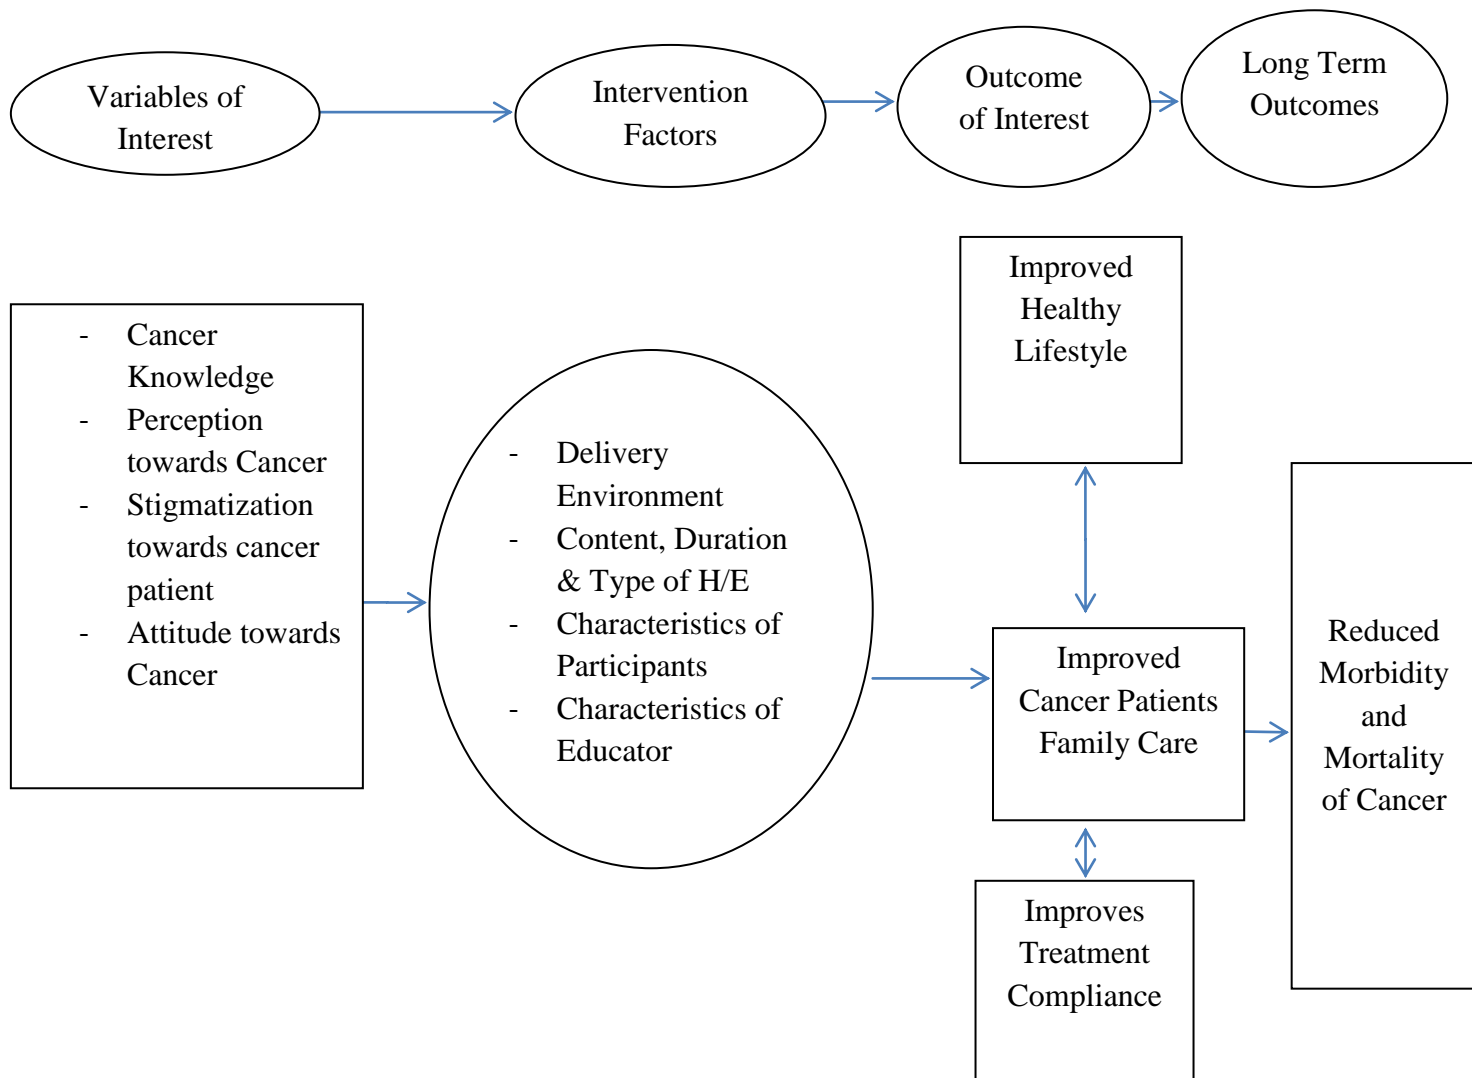 Variables of
Interest
Intervention
Factors
Outcome
of Interest
Long Term
Outcomes
- Cancer
Knowledge
- Perception
towards Cancer
- Stigmatization
towards cancer
patient
- Attitude towards
Cancer
- Delivery
Environment
- Content, Duration
& Type of H/E
- Characteristics of
Participants
- Characteristics of
Educator
Improved
Healthy
Lifestyle
Improved
Cancer Patients
Family Care
Improves
Treatment
Compliance
Reduced
Morbidity
and
Mortality
of Cancer